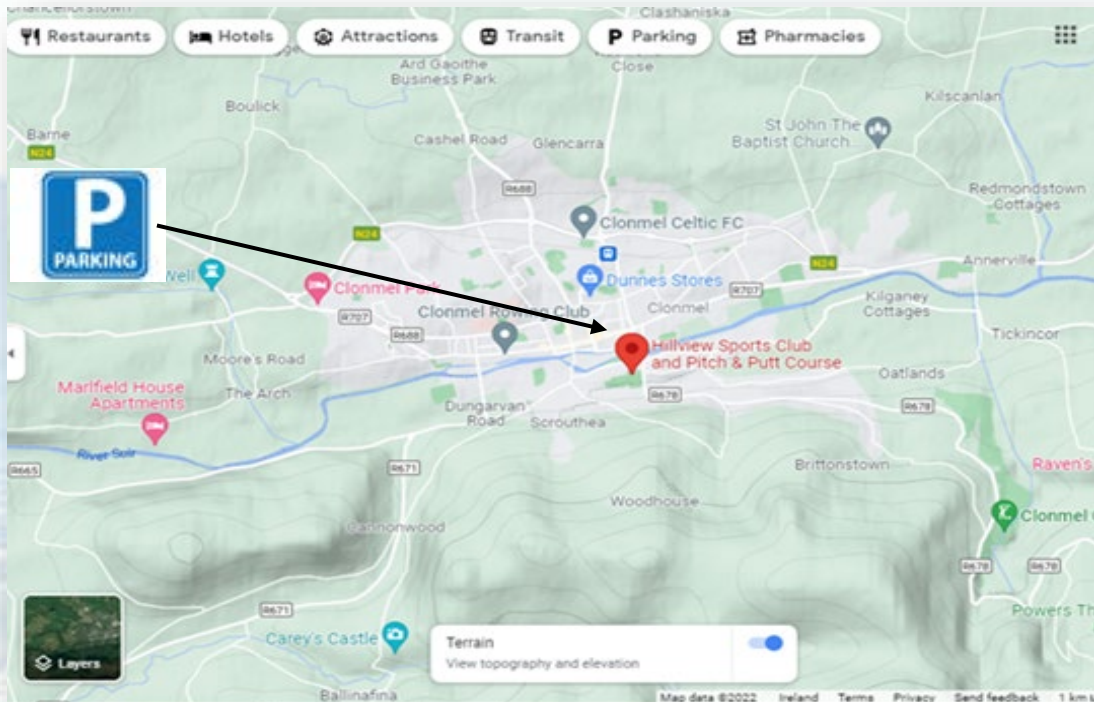 Clashaniska
Restaurants
Hotels
Attractions
Transit
P Parking
Pharmacies
Ard Gaoithe
Business Park
Close
Boulick
Kilscanlan
Barne
N24
Cashel Road
Glencarra
St John The
Baptist Church...
P
PARKING
R688
Redmondstown
Cottages
Clonmel Celtic FC
N24
N24
Annerville
Well
Clonmel Park
Dunnes Stores
R707
Clonmel Rowing Club
Clonmel
Kilganey
Cottages
R707
R688
Tickincor
Hillview Sports Club
and Pitch & Putt Course
Moore's Road
Oatlands
Marlfield House
Apartments
The Arch
R678
R678
Dungarvan
Road
Scrouthea
River Suir
R665
R671
Brittonstown
Raven's
Woodhouse
Cannonwood
Clonmel
R678
R678
R671
Powers Th
Carey's Castle
Terrain
View topography and elevation
Layers
Ballinafina
Map data ©2022
Ireland
Terms
Privacy
Send feedback
1 km